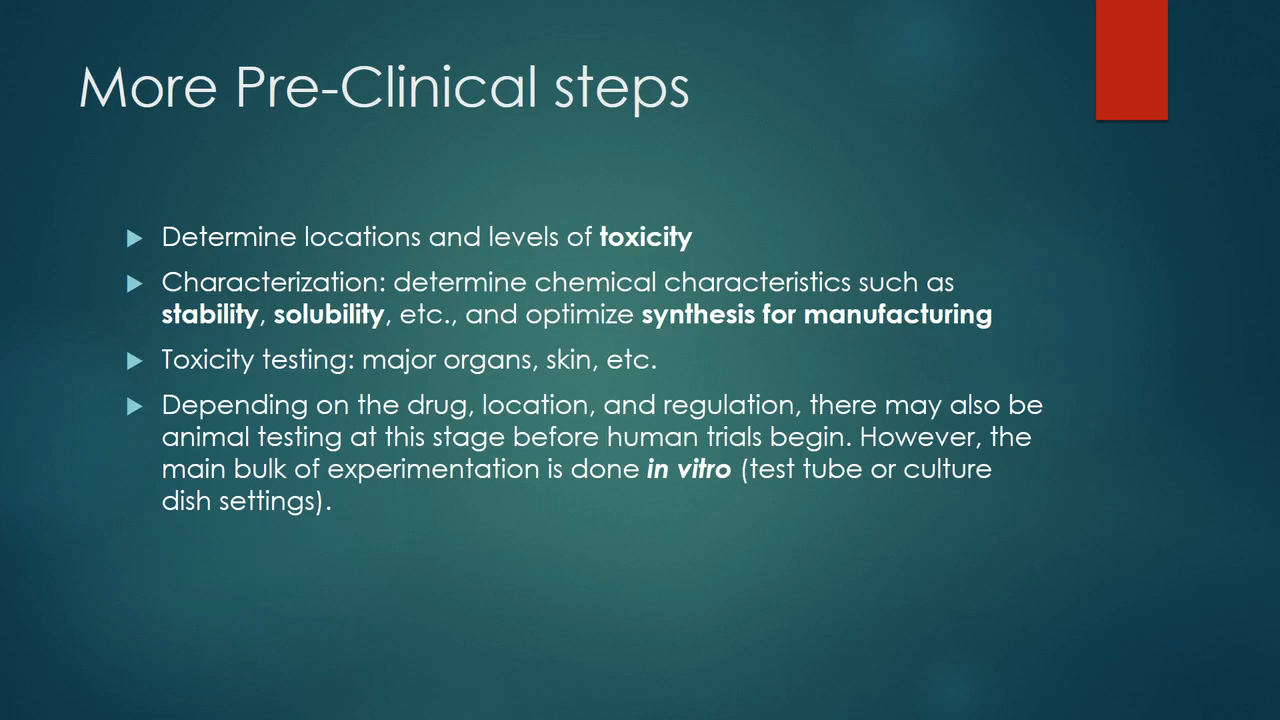 More Pre-Clinical steps
Determine locations and levels of toxicity
Characterization: determine chemical characteristics such as
stability, solubility, etc., and optimize synthesis for manufacturing
Toxicity testing: major organs, skin, etc.
Depending on the drug, location, and regulation, there may also be
animal testing at this stage before human trials begin. However, the
main bulk of experimentation is done in vitro (test tube or culture
dish settings).